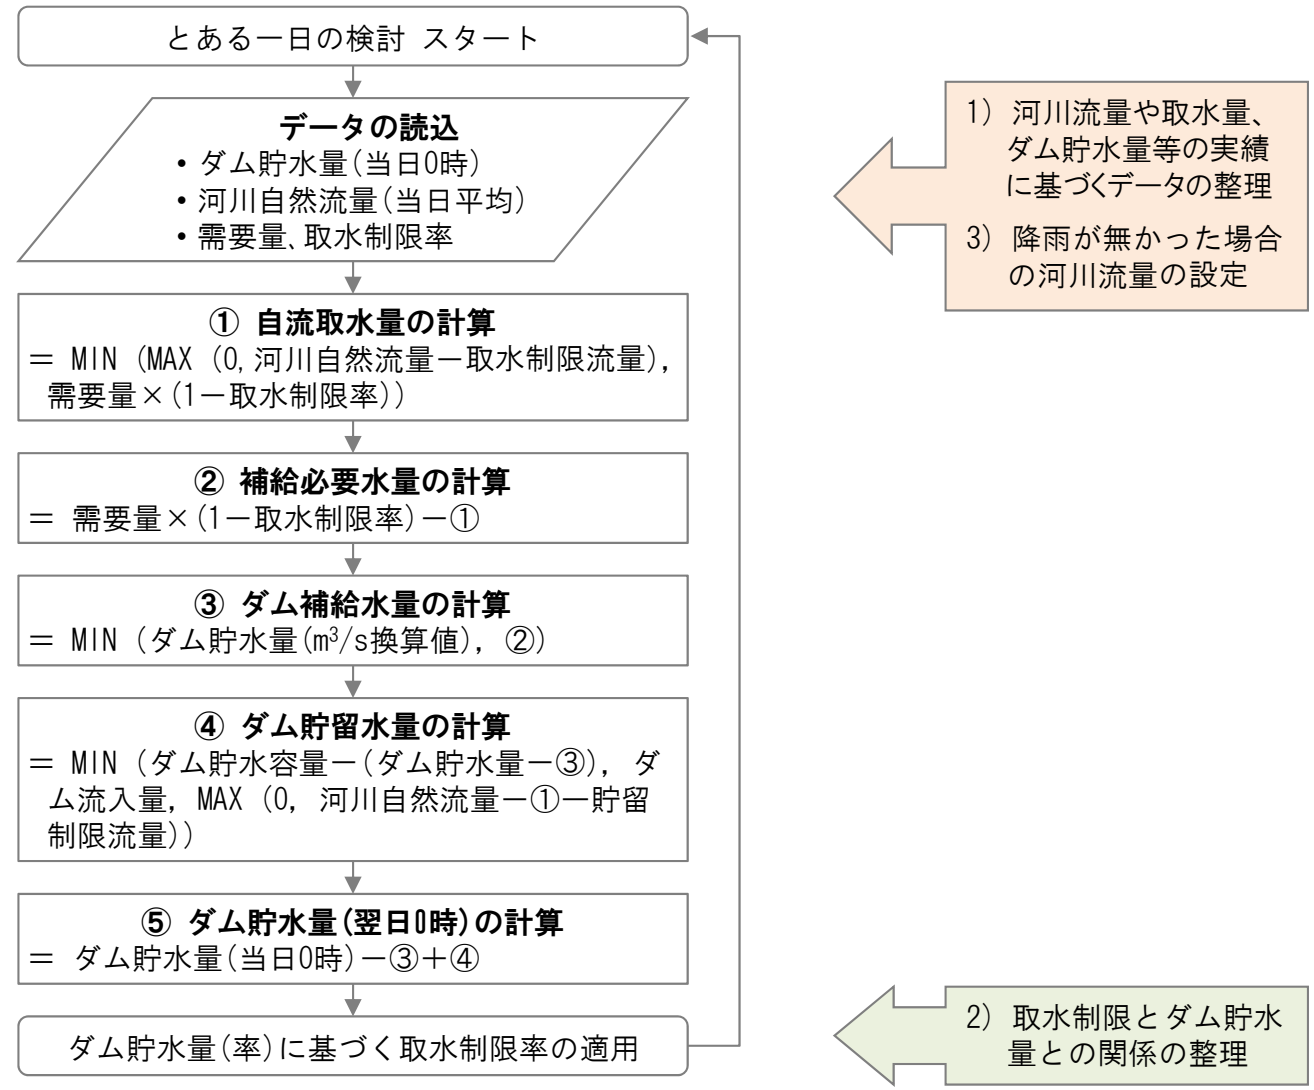 とある一日の検討 スタート
データの読込
・ダム貯水量(当日0時)
・河川自然流量(当日平均)
・需要量、取水制限率
① 自流取水量の計算
＝ MIN (MAX (0,河川自然流量－取水制限流量),
需要量×(1－取水制限率))
② 補給必要水量の計算
＝ 需要量×(1－取水制限率)－①
③ ダム補給水量の計算
＝ MIN (ダム貯水量(m³/s換算値), ②)
④ ダム貯留水量の計算
＝ MIN (ダム貯水容量－(ダム貯水量－③), ダ
ム流入量, MAX (0, 河川自然流量－①－貯留
制限流量))
⑤ ダム貯水量(翌日0時)の計算
＝ ダム貯水量(当日0時)－③＋④
ダム貯水量(率)に基づく取水制限率の適用
1) 河川流量や取水量、
ダム貯水量等の実績
に基づくデータの整理
3) 降雨が無かった場合
の河川流量の設定
2) 取水制限とダム貯水
量との関係の整理